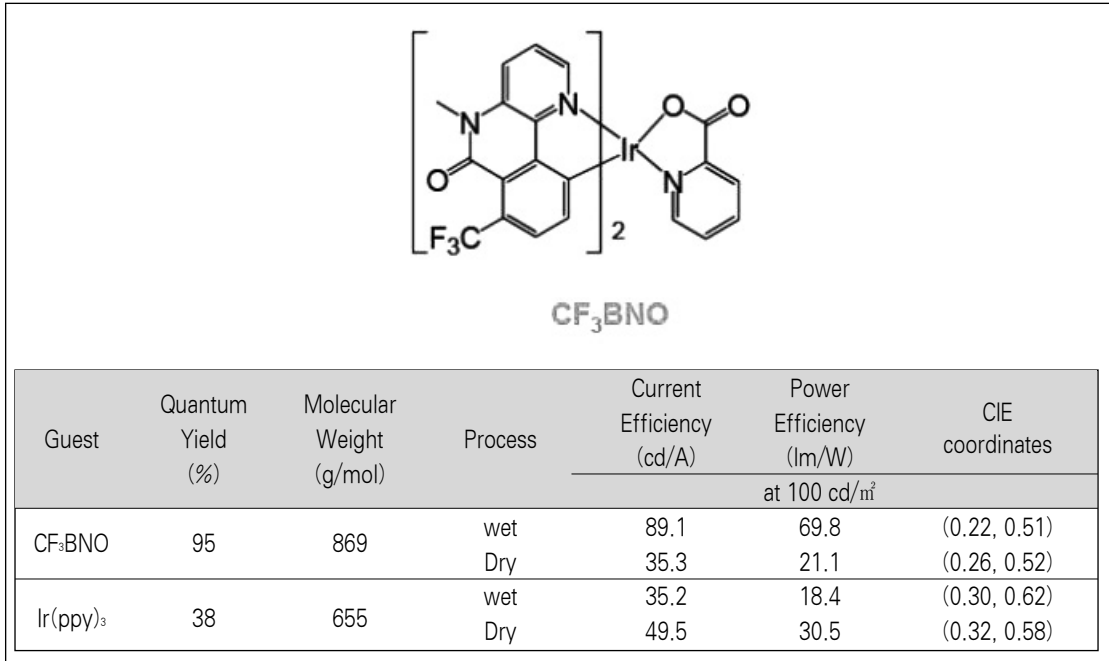 N
N
O
O
O
Ir
N
F₃C
2
CF₃BNO
Guest Quantum Yield (%) Molecular Weight (g/mol) Process Current Efficiency (cd/A) Power Efficiency (lm/W) CIE coordinates
at 100 cd/㎡
CF₃BNO 95 869 wet 89.1 69.8 (0.22, 0.51)
Dry 35.3 21.1 (0.26, 0.52)
Ir(ppy)₃ 38 655 wet 35.2 18.4 (0.30, 0.62)
Dry 49.5 30.5 (0.32, 0.58)